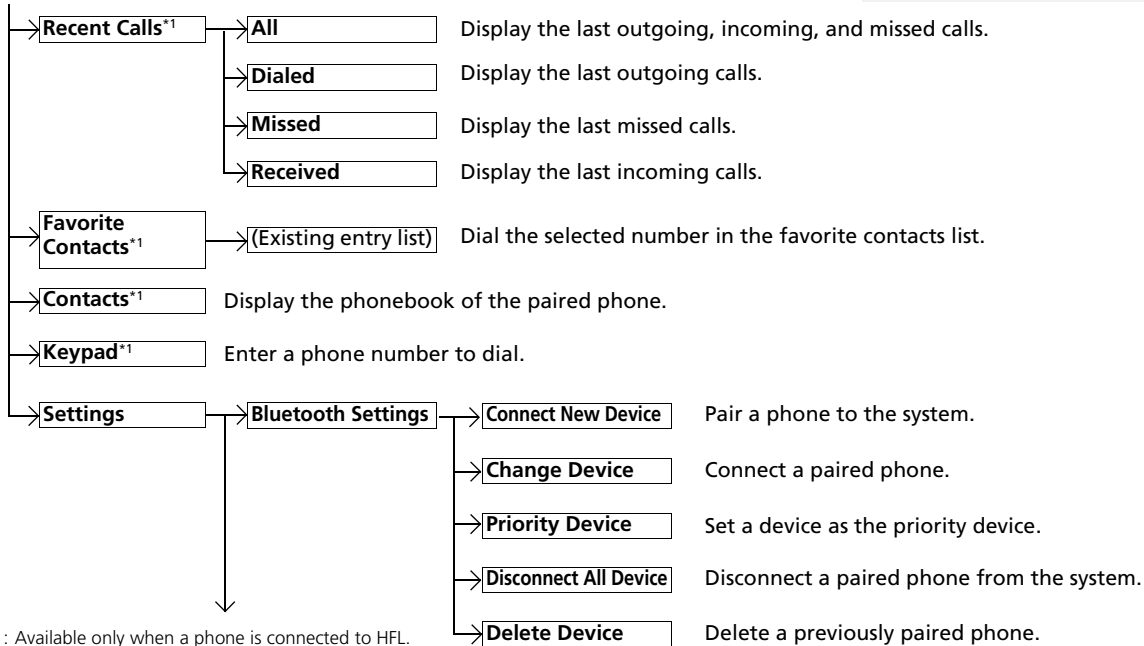 Recent Calls*1 All Display the last outgoing, incoming, and missed calls.
Dialed Display the last outgoing calls.
Missed Display the last missed calls.
Received Display the last incoming calls.
Favorite
Contacts*1 (Existing entry list) Dial the selected number in the favorite contacts list.
Contacts*1 Display the phonebook of the paired phone.
Keypad*1 Enter a phone number to dial.
Settings Bluetooth Settings Connect New Device Pair a phone to the system.
Change Device Connect a paired phone.
Priority Device Set a device as the priority device.
Disconnect All Device Disconnect a paired phone from the system.
Delete Device Delete a previously paired phone.
: Available only when a phone is connected to HFL.